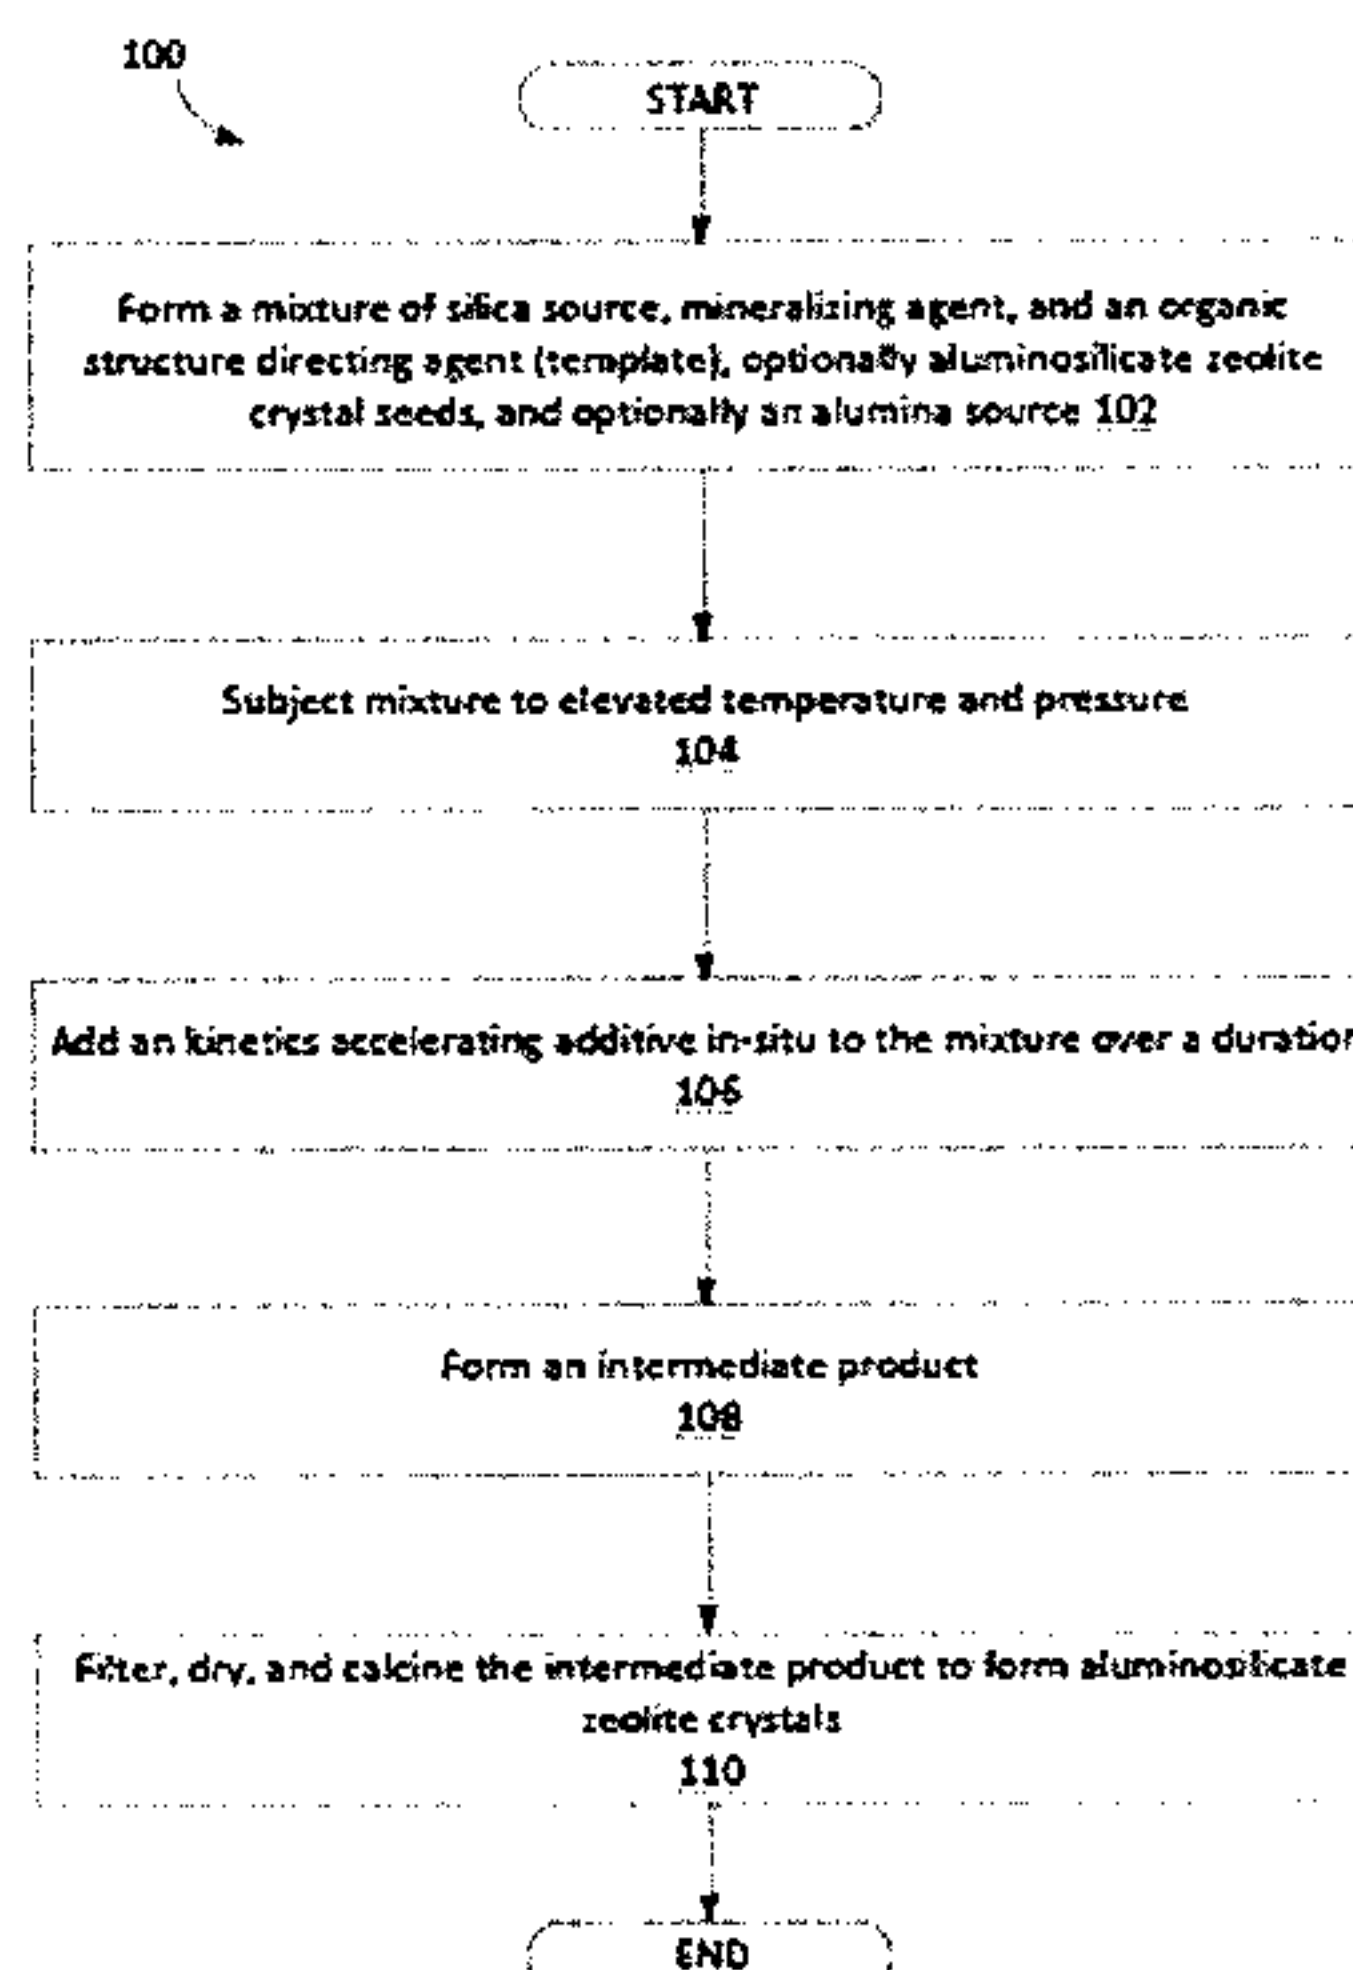 100
START
Form a mixture of silica source, mineralizing agent, and an organic
structure directing agent (template), optionally aluminosilicate zeolite
crystal seeds, and optionally an alumina source 102
Subject mixture to elevated temperature and pressure
104
Add an kinetics accelerating additive in-situ to the mixture over a duration
106
Form an intermediate product
108
Filter, dry, and calcine the intermediate product to form aluminosilicate
zeolite crystals
110
END